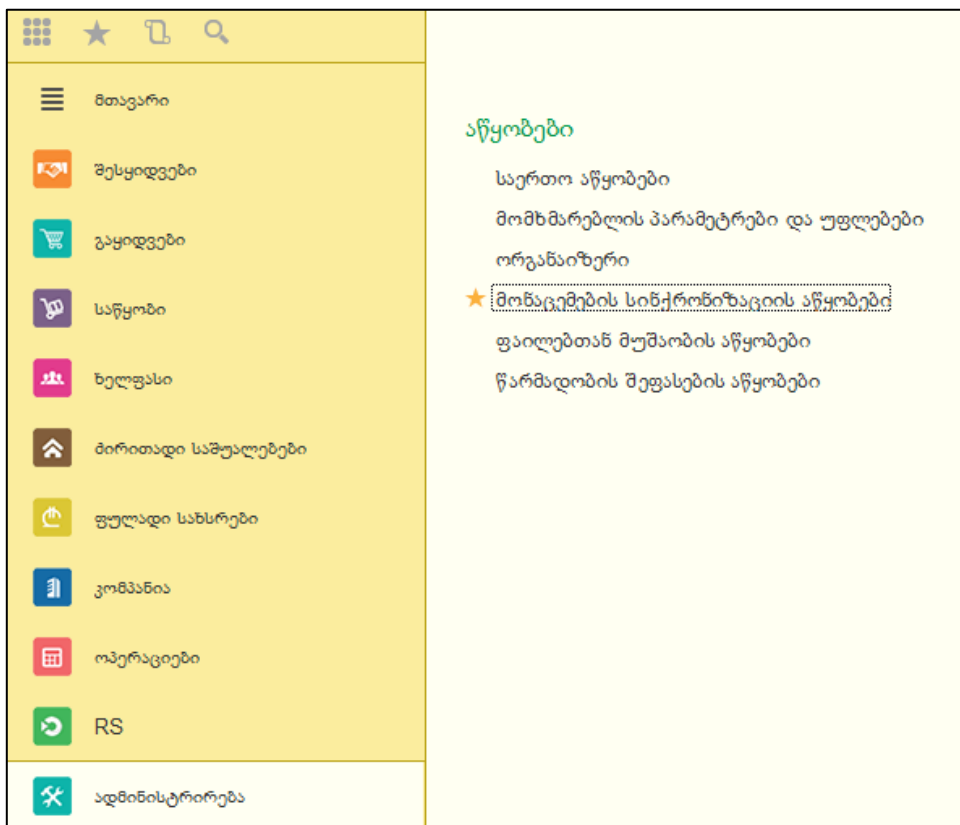 მთავარი
შესყიდვები
გაყიდვები
საწყობი
ხელფასი
ძირითადი საშუალებები
ფულადი სახსრები
კომპანია
ოპერაციები
RS
ადმინისტრირება
აწყობები
საერთო აწყობები
მომხმარებლის პარამეტრები და უფლებები
ორგანაიზერი
მონაცემების სინქრონიზაციის აწყობები
ფაილებთან მუშაობის აწყობები
წარმადობის შეფასების აწყობები